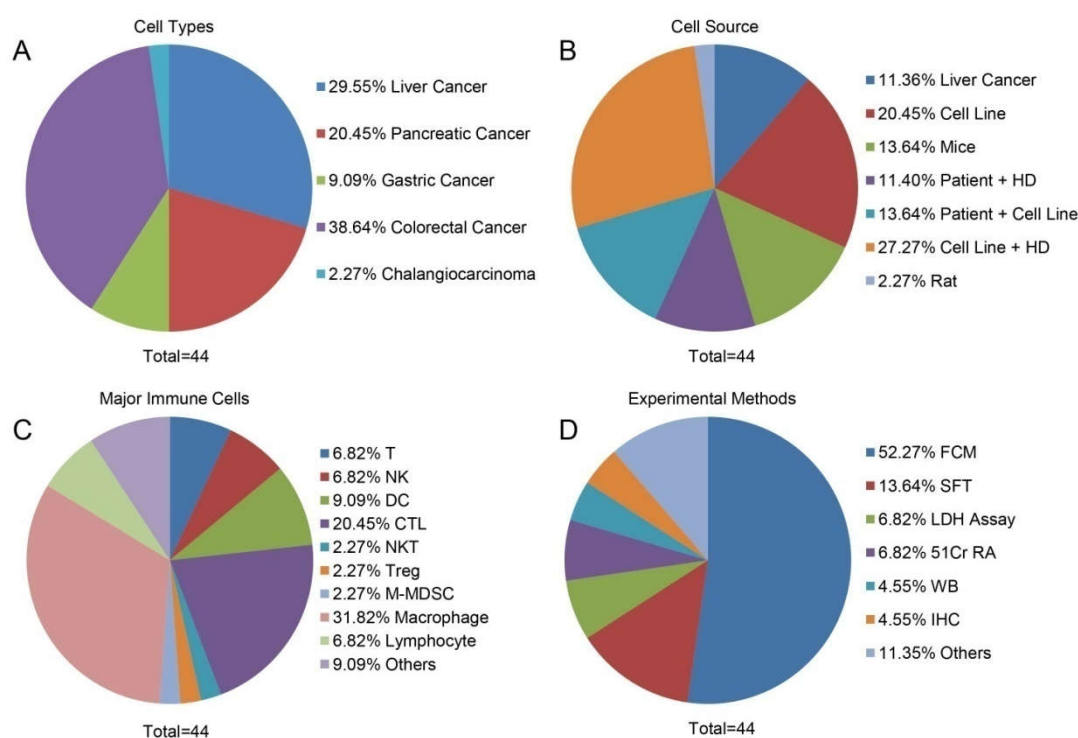 Cell Types
A
29.55% Liver Cancer
20.45% Pancreatic Cancer
9.09% Gastric Cancer
38.64% Colorectal Cancer
2.27% Chalangiocarcinoma
Total=44
Cell Source
B
11.36% Liver Cancer
20.45% Cell Line
13.64% Mice
11.40% Patient + HD
13.64% Patient + Cell Line
27.27% Cell Line + HD
2.27% Rat
Total=44
Major Immune Cells
C
6.82% T
6.82% NK
9.09% DC
20.45% CTL
2.27% NKT
2.27% Treg
2.27% M-MDSC
31.82% Macrophage
6.82% Lymphocyte
9.09% Others
Total=44
Experimental Methods
D
52.27% FCM
13.64% SFT
6.82% LDH Assay
6.82% 51Cr RA
4.55% WB
4.55% IHC
11.35% Others
Total=44